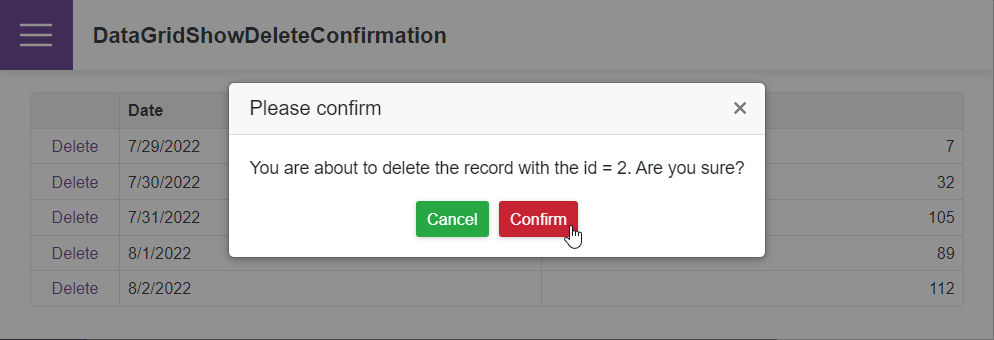 DataGridShowDeleteConfirmation
Date
Please confirm ×
Delete 7/29/2022 7
You are about to delete the record with the id = 2. Are you sure?
Delete 7/30/2022 32
Delete 7/31/2022 105
Cancel Confirm
Delete 8/1/2022 89
Delete 8/2/2022 112